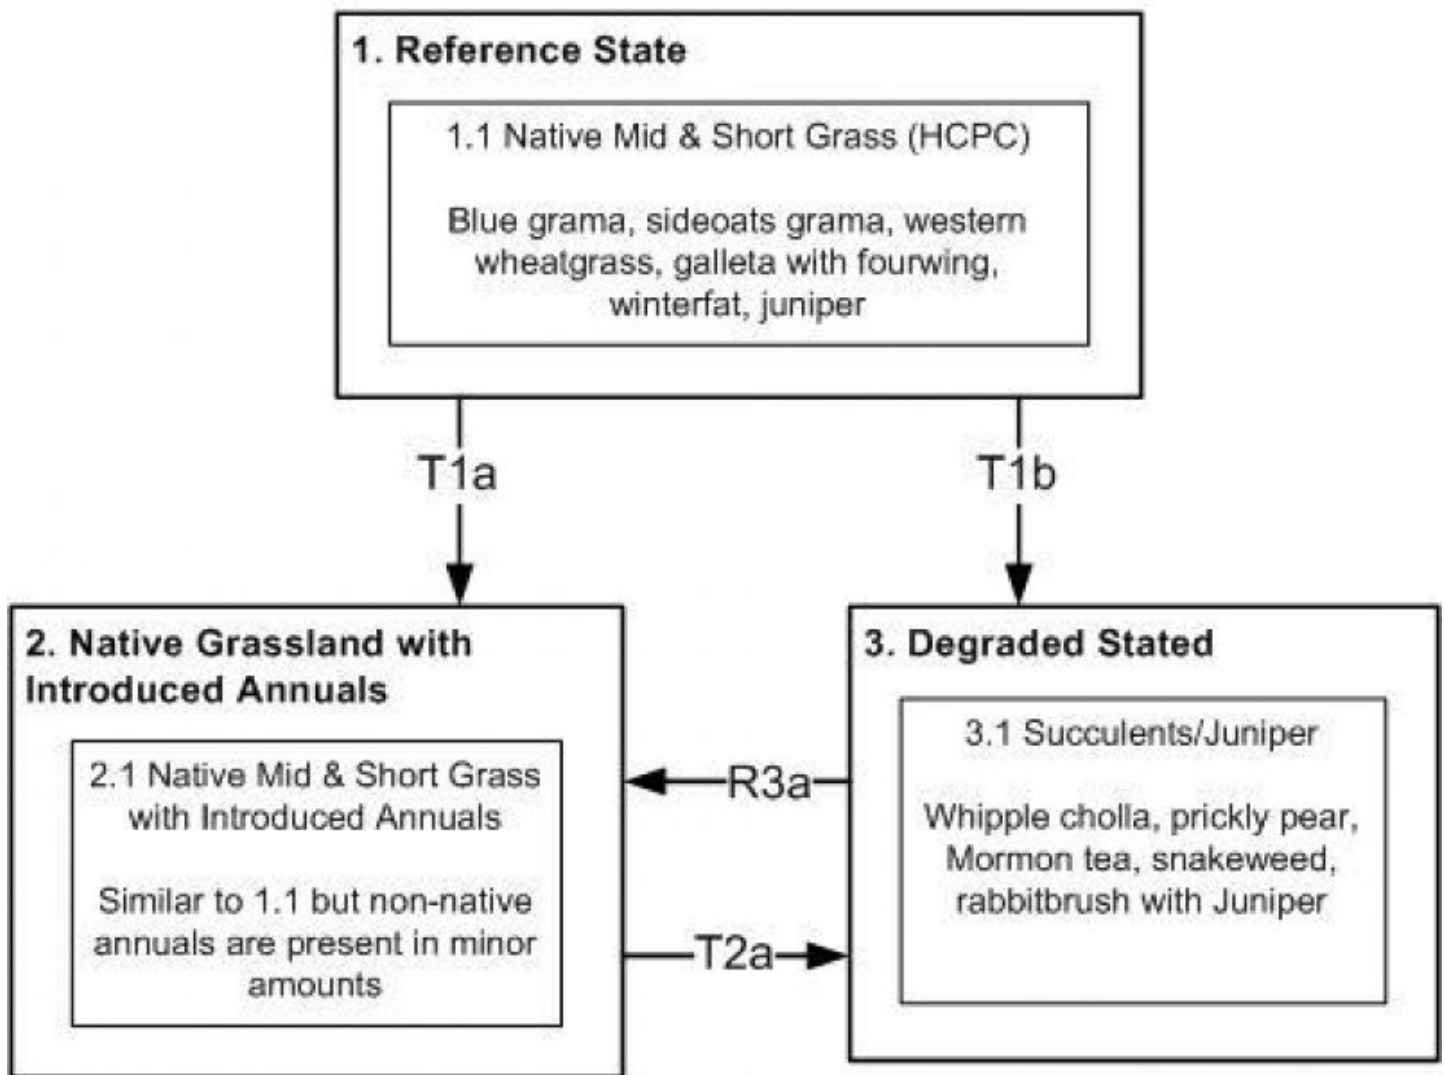 1. Reference State
1.1 Native Mid & Short Grass (HCPC)
Blue grama, sideoats grama, western
wheatgrass, galleta with fourwing,
winterfat, juniper
T1a
T1b
2. Native Grassland with
Introduced Annuals
2.1 Native Mid & Short Grass
with Introduced Annuals
Similar to 1.1 but non-native
annuals are present in minor
amounts
R3a
T2a
3. Degraded Stated
3.1 Succulents/Juniper
Whipple cholla, prickly pear,
Mormon tea, snakeweed,
rabbitbrush with Juniper